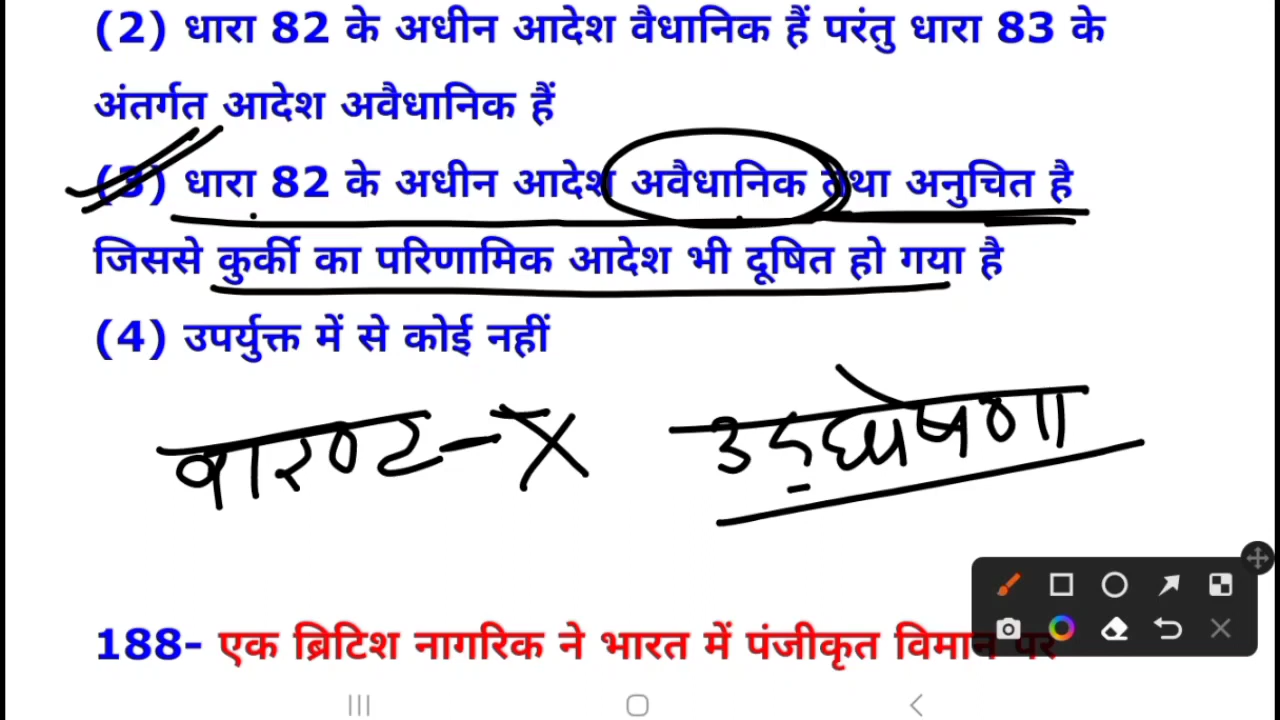 (2) धारा 82 के अधीन आदेश वैधानिक हैं परंतु धारा 83 के
अंतर्गत आदेश अवैधानिक हैं
(3) धारा 82 के अधीन आदेश अवैधानिक तथा अनुचित है
जिससे कुर्की का परिणामिक आदेश भी दूषित हो गया है
(4) उपर्युक्त में से कोई नहीं
वारण्ट - X उद्घोषणा
188- एक ब्रिटिश नागरिक ने भारत में पंजीकृत विमान पर